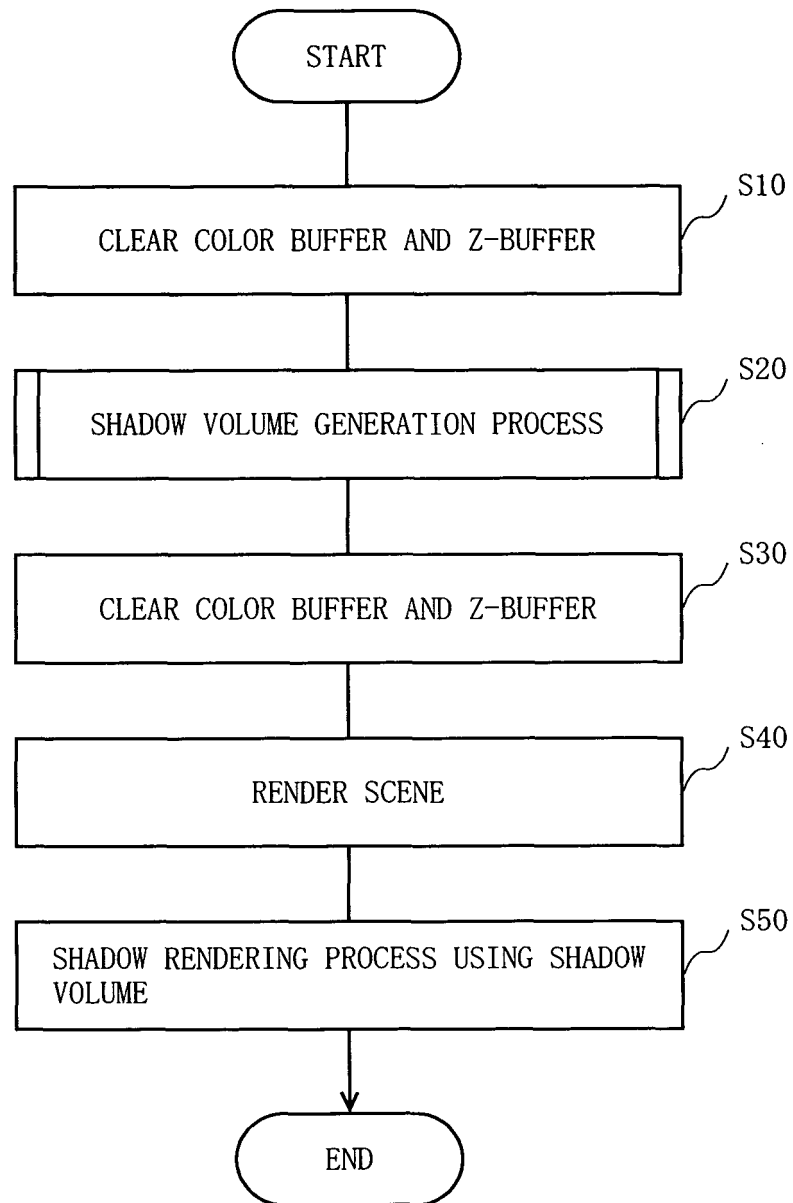 START
S10
CLEAR COLOR BUFFER AND Z-BUFFER
S20
SHADOW VOLUME GENERATION PROCESS
S30
CLEAR COLOR BUFFER AND Z-BUFFER
S40
RENDER SCENE
S50
SHADOW RENDERING PROCESS USING SHADOW
VOLUME
END